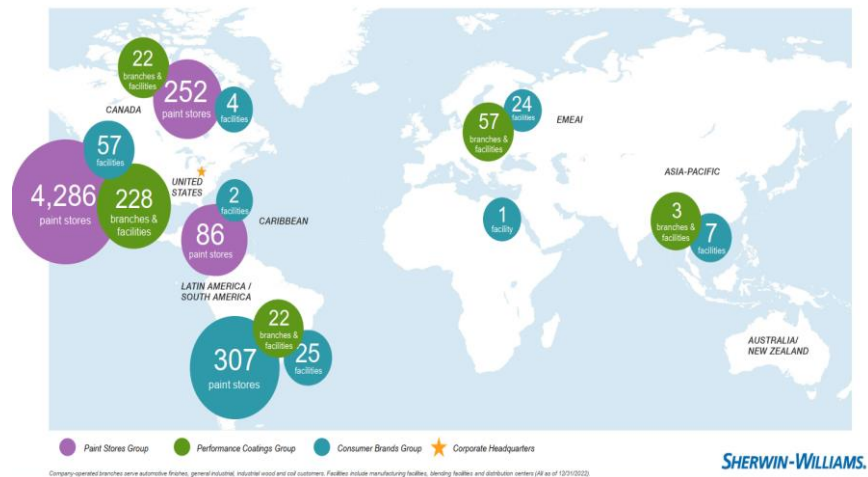 22
branches &
facilities
252
paint stores
4
facilities
CANADA
57
facilities
4,286
paint stores
228
branches &
facilities
UNITED
STATES
2
facilities
86
paint stores
CARIBBEAN
LATIN AMERICA /
SOUTH AMERICA
307
paint stores
22
branches &
facilities
25
facilities
57
branches &
facilities
24
facilities
EMEAI
1
facility
ASIA-PACIFIC
3
branches &
facilities
7
facilities
AUSTRALIA/
NEW ZEALAND
Paint Stores Group
Performance Coatings Group
Consumer Brands Group
Corporate Headquarters
Company-operated branches serve automotive finishes, general industrial, industrial wood and coil customers. Facilities include manufacturing facilities, blending facilities and distribution centers (All as of 12/31/2022).
SHERWIN-WILLIAMS.